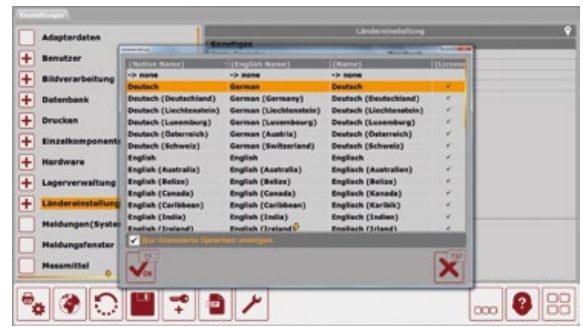 Einstellungen
Ländereinstellung
Adapterdaten
Benutzer
Bildverarbeitung
Datenbank
Drucken
Einzelkomponente
Hardware
Lagerverwaltung
Ländereinstellung
Meldungen(Syste
Meldungsfenster
Messmittel
(Native Name) (English Name) (Name) (Licens
-> none -> none -> none
Deutsch German Deutsch ✓
Deutsch (Deutschland) German (Germany) Deutsch (Deutschland) ✓
Deutsch (Liechtenstein) German (Liechtenstein) Deutsch (Liechtenstein) ✓
Deutsch (Luxemburg) German (Luxembourg) Deutsch (Luxemburg) ✓
Deutsch (Österreich) German (Austria) Deutsch (Österreich) ✓
Deutsch (Schweiz) German (Switzerland) Deutsch (Schweiz) ✓
English English Englisch ✓
English (Australia) English (Australia) Englisch (Australien) ✓
English (Belize) English (Belize) Englisch (Belize) ✓
English (Canada) English (Canada) Englisch (Kanada) ✓
English (Caribbean) English (Caribbean) Englisch (Karibik) ✓
English (India) English (India) Englisch (Indien) ✓
English (Ireland) English (Ireland) Englisch (Irland) ✓
Nur lizensierte Sprachen anzeigen
OK
F12